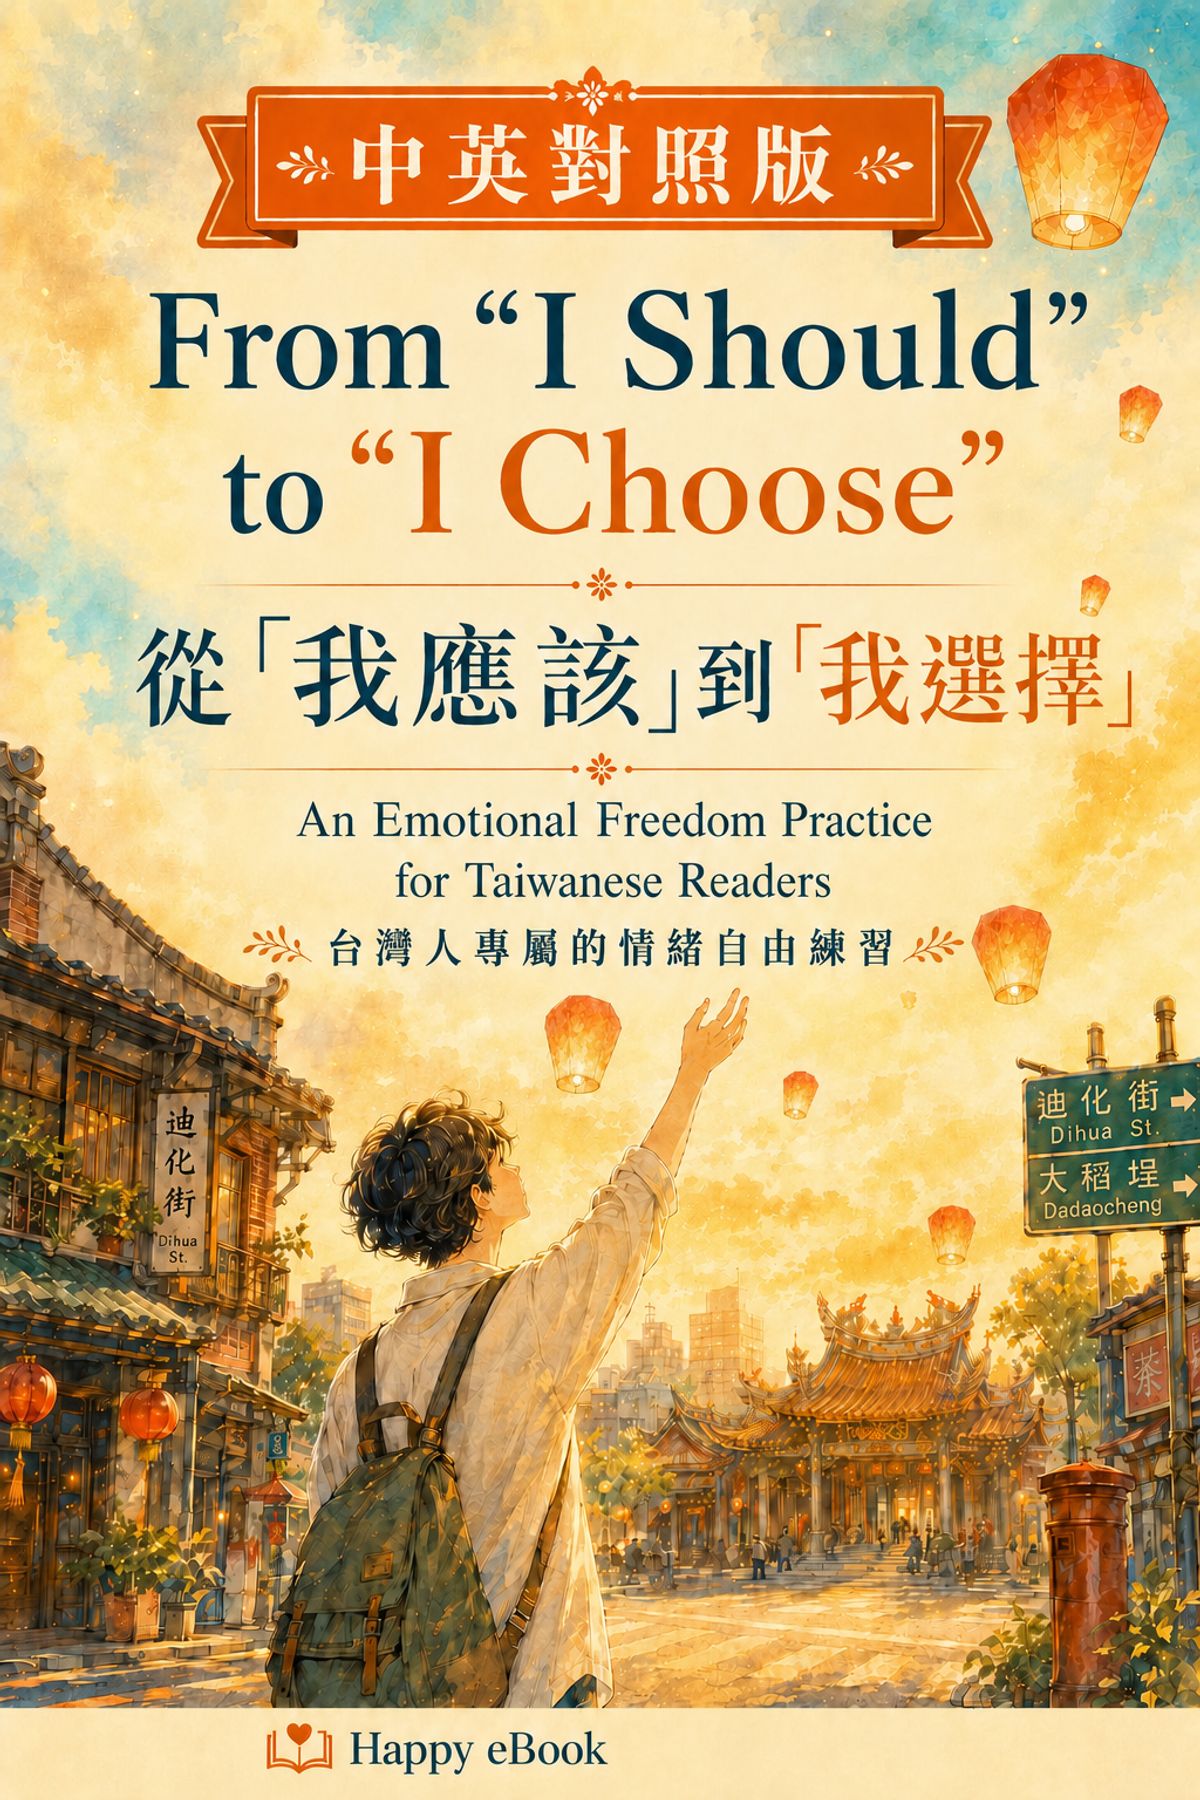 中英對照版
From “I Should”
to “I Choose”
從「我應該」到「我選擇」
An Emotional Freedom Practice
for Taiwanese Readers
台灣人專屬的情緒自由練習
迪化街
Dihua
St.
迪化街
Dihua St.
大稻埕
Dadaocheng
茶
Happy eBook